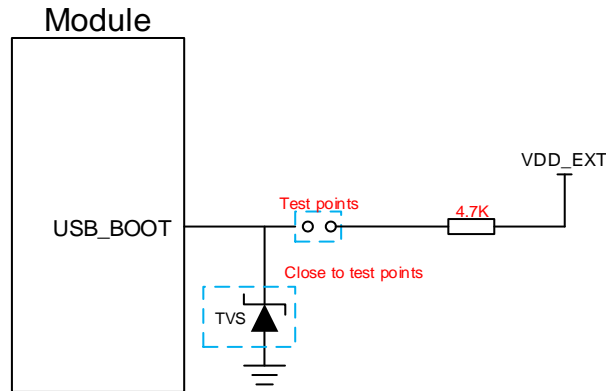 Module
VDD_EXT
Test points
4.7K
USB_BOOT
Close to test points
TVS